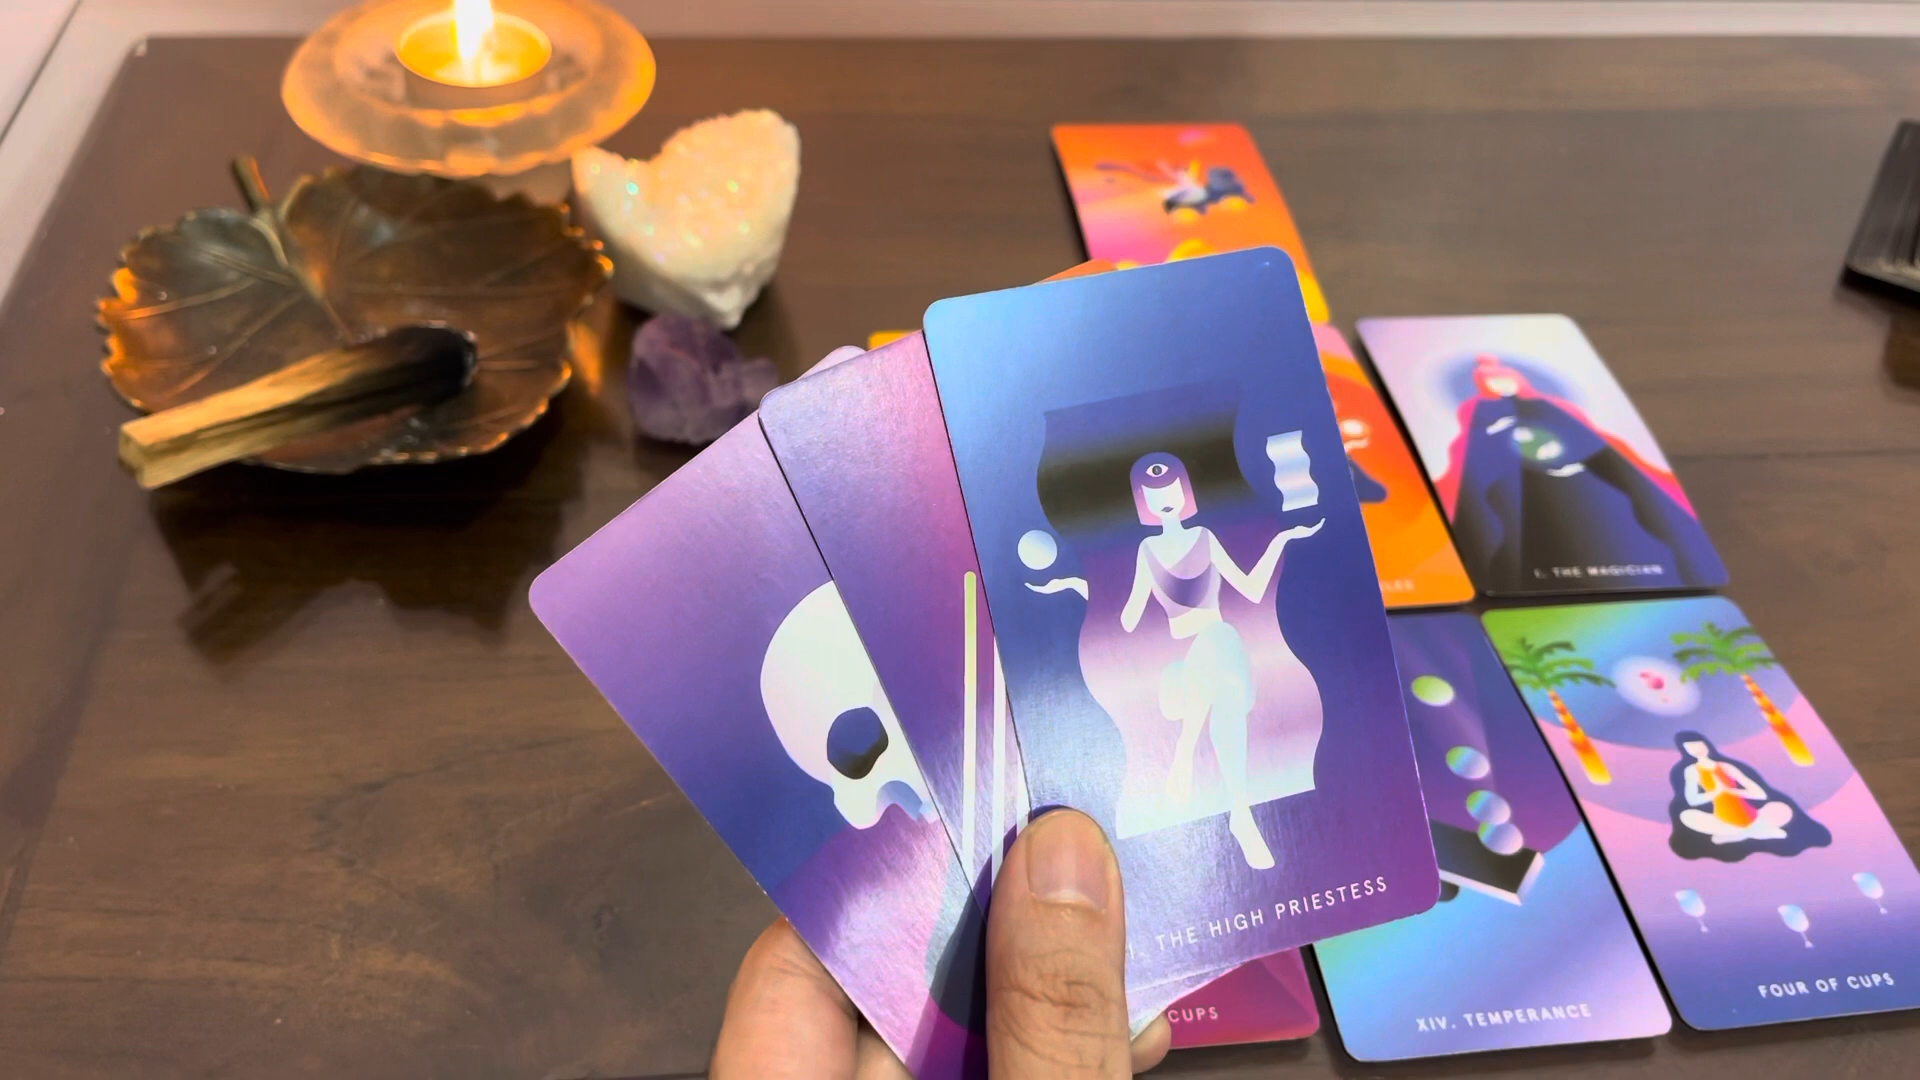 I. THE MAGICIAN
THE HIGH PRIESTESS
FOUR OF CUPS
CUPS
XIV. TEMPERANCE